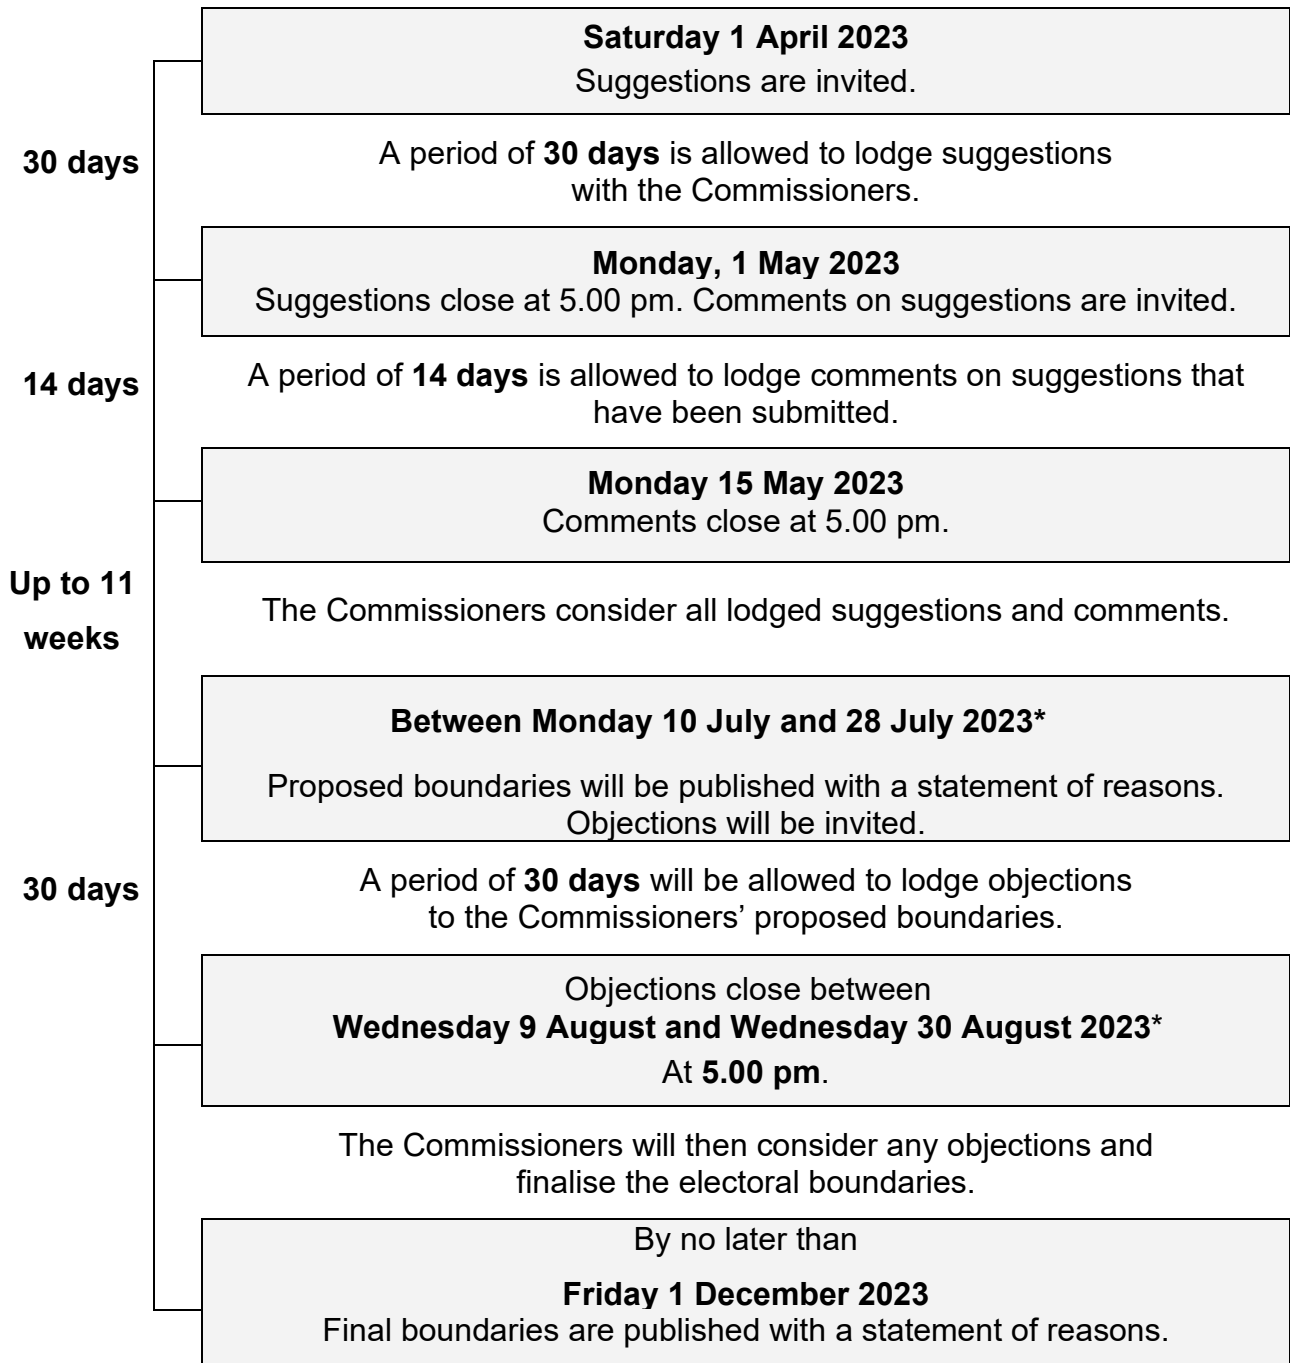 Saturday 1 April 2023
Suggestions are invited.
30 days
A period of 30 days is allowed to lodge suggestions
with the Commissioners.
Monday, 1 May 2023
Suggestions close at 5.00 pm. Comments on suggestions are invited.
14 days
A period of 14 days is allowed to lodge comments on suggestions that
have been submitted.
Monday 15 May 2023
Comments close at 5.00 pm.
Up to 11
weeks
The Commissioners consider all lodged suggestions and comments.
Between Monday 10 July and 28 July 2023*
Proposed boundaries will be published with a statement of reasons.
Objections will be invited.
30 days
A period of 30 days will be allowed to lodge objections
to the Commissioners’ proposed boundaries.
Objections close between
Wednesday 9 August and Wednesday 30 August 2023*
At 5.00 pm.
The Commissioners will then consider any objections and
finalise the electoral boundaries.
By no later than
Friday 1 December 2023
Final boundaries are published with a statement of reasons.